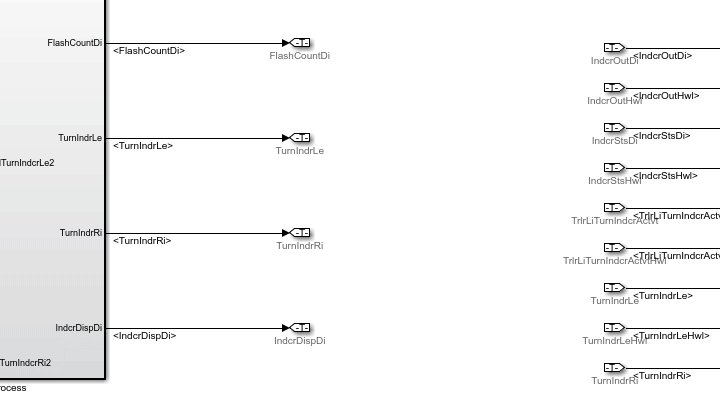 FlashCountDi
<FlashCountDi>
-T-
FlashCountDi
TurnIndrLe
<TurnIndrLe>
-T-
TurnIndrLe
lTurnIndcrLe2
TurnIndrRi
<TurnIndrRi>
-T-
TurnIndrRi
IndcrDispDi
<IndcrDispDi>
-T-
IndcrDispDi
TurnIndcrRi2
ocess
-T-
IndcrOutDi
<IndcrOutDi>
-T-
IndcrOutHwl
<IndcrOutHwl>
-T-
IndcrStsDi
<IndcrStsDi>
-T-
IndcrStsHwl
<IndcrStsHwl>
-T-
TrlrLiTurnIndcrActvt
<TrlrLiTurnIndcrActv
-T-
TrlrLiTurnIndcrActvtHwl
<TrlrLiTurnIndcrActv
-T-
TurnIndrLe
<TurnIndrLe>
-T-
TurnIndrLeHwl
<TurnIndrLeHwl>
-T-
TurnIndrRi
<TurnIndrRi>